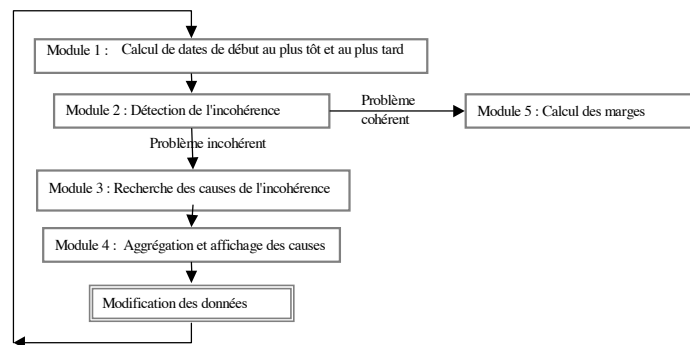 Module 1 : Calcul de dates de début au plus tôt et au plus tard
Module 2 : Détection de l'incohérence
Problème
cohérent
Module 5 : Calcul des marges
Problème incohérent
Module 3 : Recherche des causes de l'incohérence
Module 4 : Aggrégation et affichage des causes
Modification des données